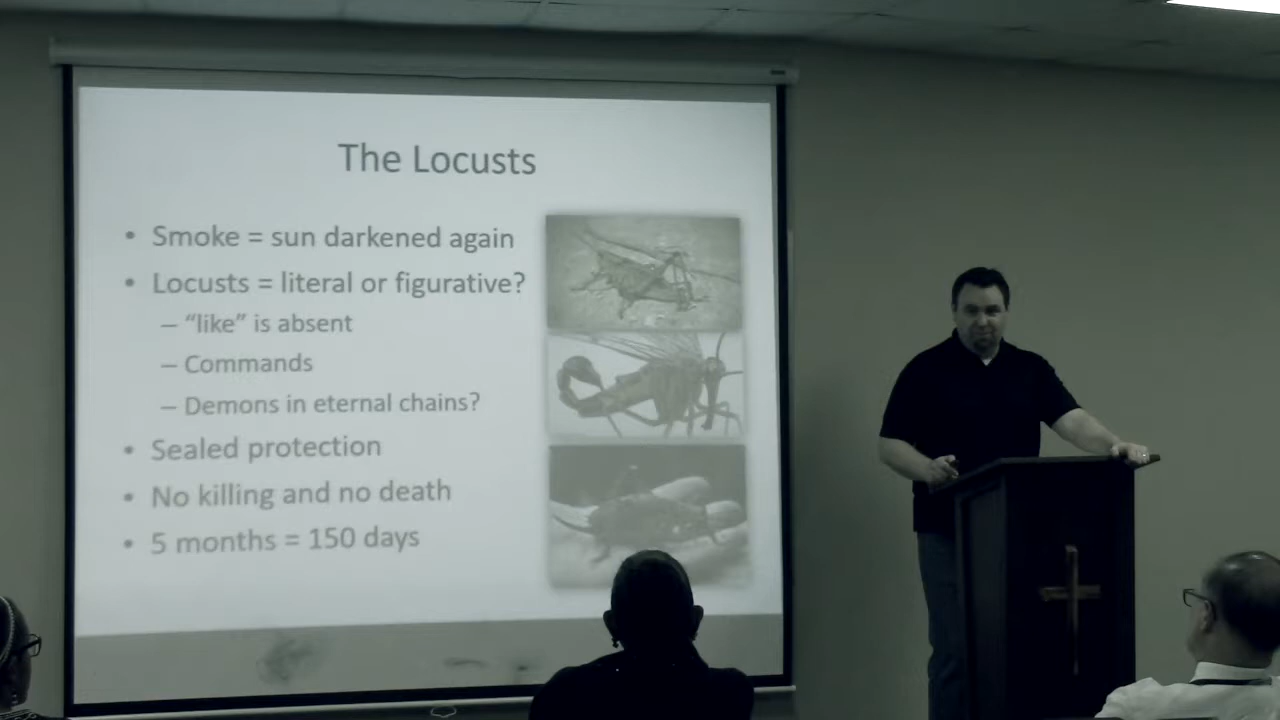 The Locusts
• Smoke = sun darkened again
• Locusts = literal or figurative?
– “like” is absent
– Commands
– Demons in eternal chains?
• Sealed protection
• No killing and no death
• 5 months = 150 days